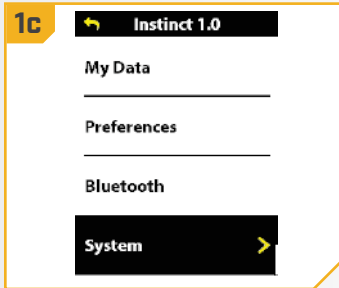 1c
Instinct 1.0
My Data
Preferences
Bluetooth
System